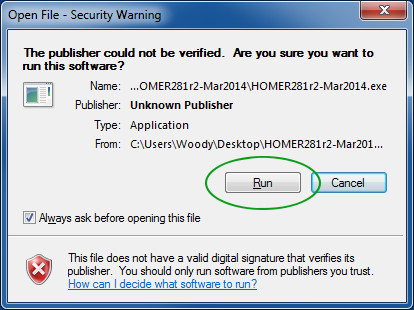 Open File - Security Warning
The publisher could not be verified. Are you sure you want to
run this software?
Name: ...OMER281r2-Mar2014\HOMER281r2-Mar2014.exe
Publisher: Unknown Publisher
Type: Application
From: C:\Users\Woody\Desktop\HOMER281r2-Mar201...
Run Cancel
Always ask before opening this file
This file does not have a valid digital signature that verifies its
publisher. You should only run software from publishers you trust.
How can I decide what software to run?